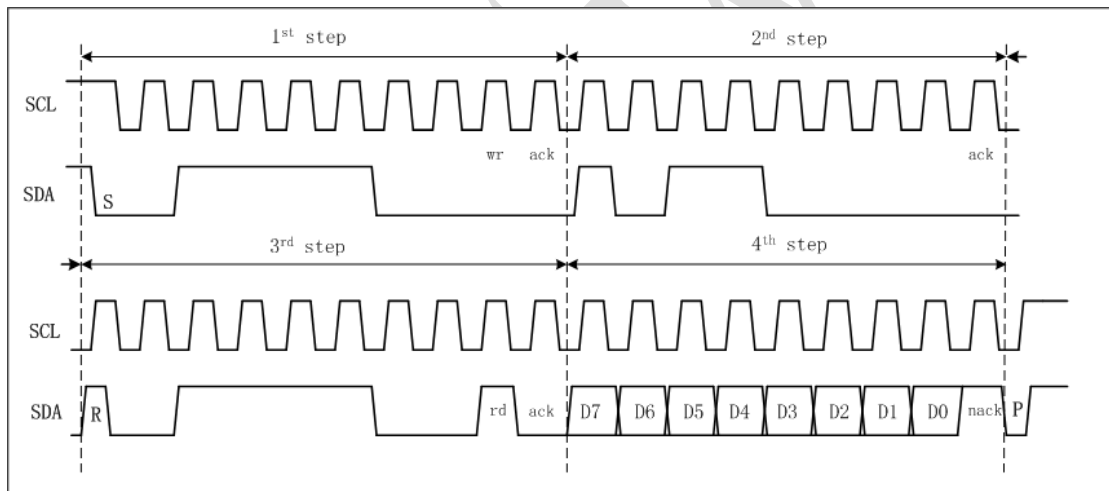 1st step 2nd step
SCL
wr ack ack
SDA S
3rd step 4th step
SCL
SDA R rd ack D7 D6 D5 D4 D3 D2 D1 D0 nack P